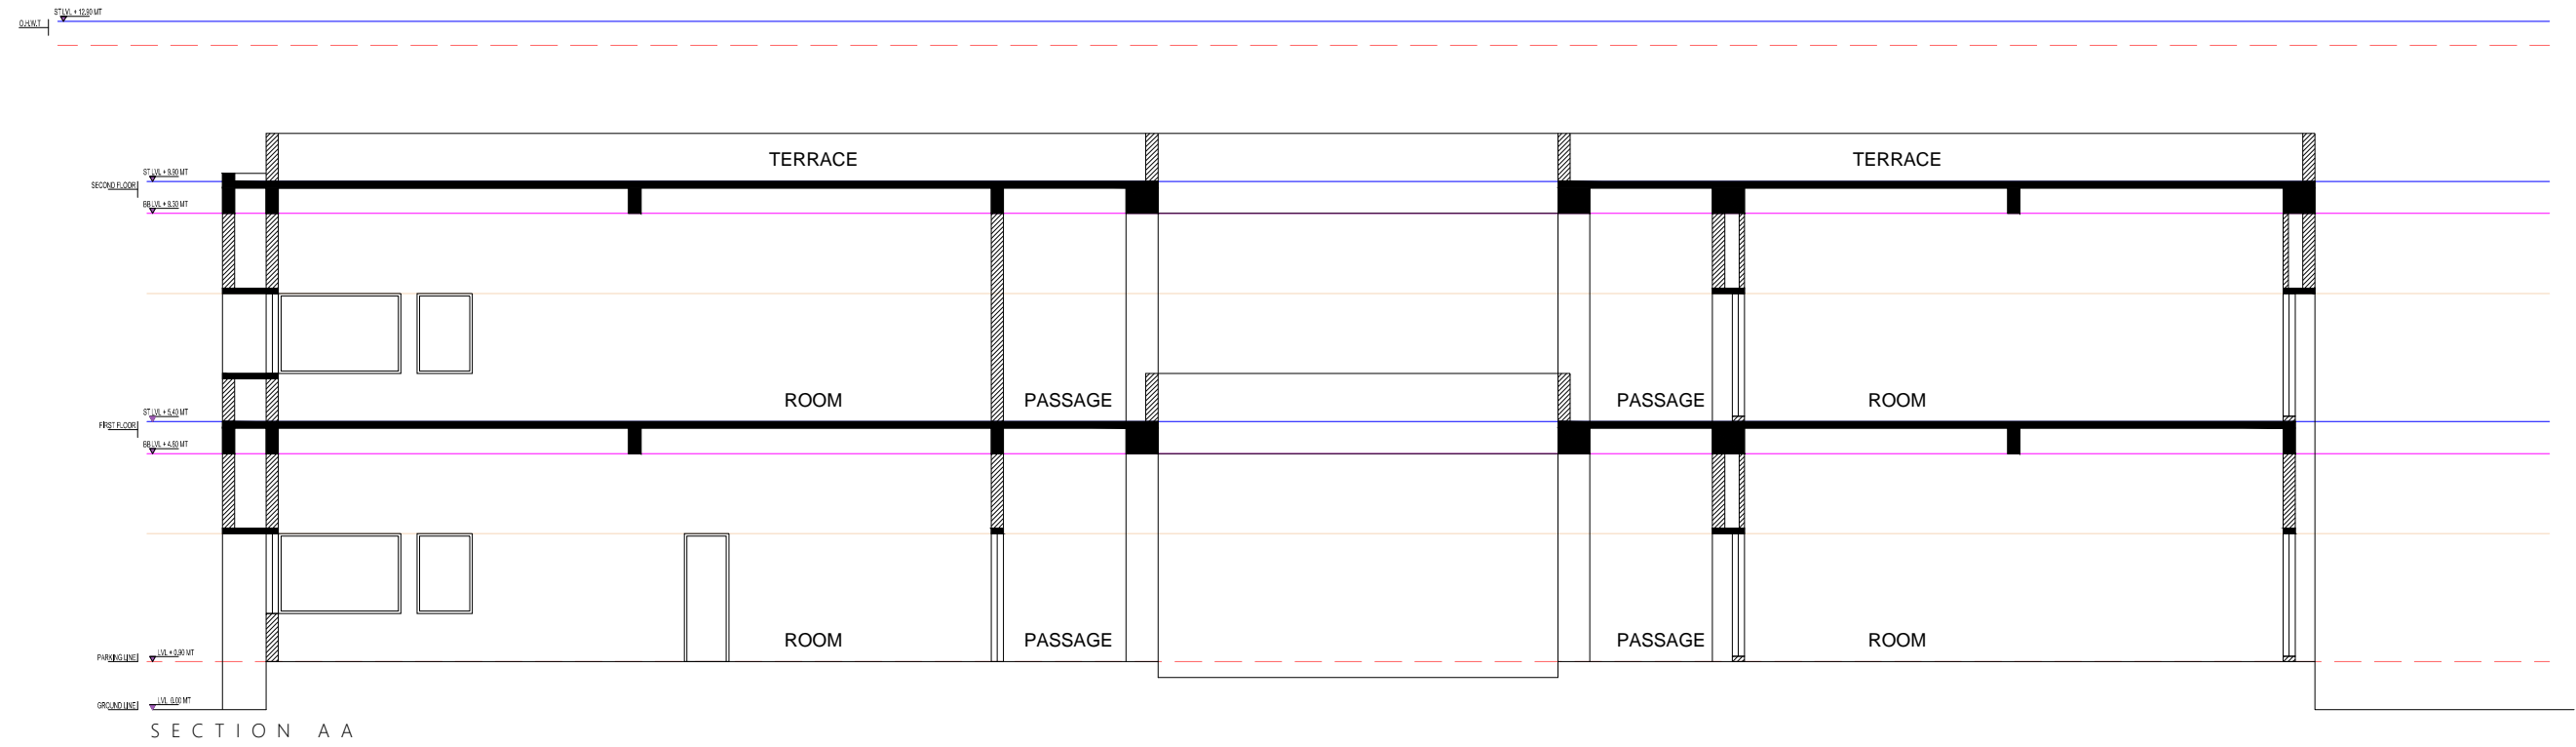 ST.LVL + 12.90 MT
O.H.W.T
TERRACE TERRACE
ST.LVL + 9.90 MT
SECOND FLOOR
BB.LVL + 9.30 MT
ROOM PASSAGE PASSAGE ROOM
ST.LVL + 5.40 MT
FIRST FLOOR
BB.LVL + 4.80 MT
ROOM PASSAGE PASSAGE ROOM
LVL + 0.90 MT
PARKING LINE
LVL 0.00 MT
GROUND LINE
SECTION AA